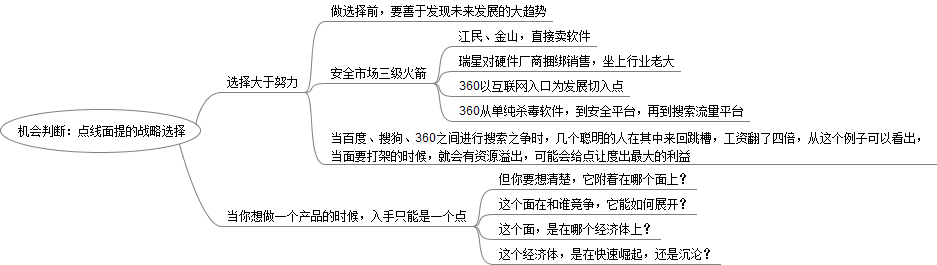 机会判断：点线面提的战略选择
选择大于努力
做选择前，要善于发现未来发展的大趋势
安全市场三级火箭
江民、金山，直接卖软件
瑞星对硬件厂商捆绑销售，坐上行业老大
360以互联网入口为发展切入点
360从单纯杀毒软件，到安全平台，再到搜索流量平台
当百度、搜狗、360之间进行搜索之争时，几个聪明的人在其中来回跳槽，工资翻了四倍，从这个例子可以看出，
当面要打架的时候，就会有资源溢出，可能会给点让度出最大的利益
当你想做一个产品的时候，入手只能是一个点
但你要想清楚，它附着在哪个面上？
这个面在和谁竞争，它能如何展开？
这个面，是在哪个经济体上？
这个经济体，是在快速崛起，还是沉沦？